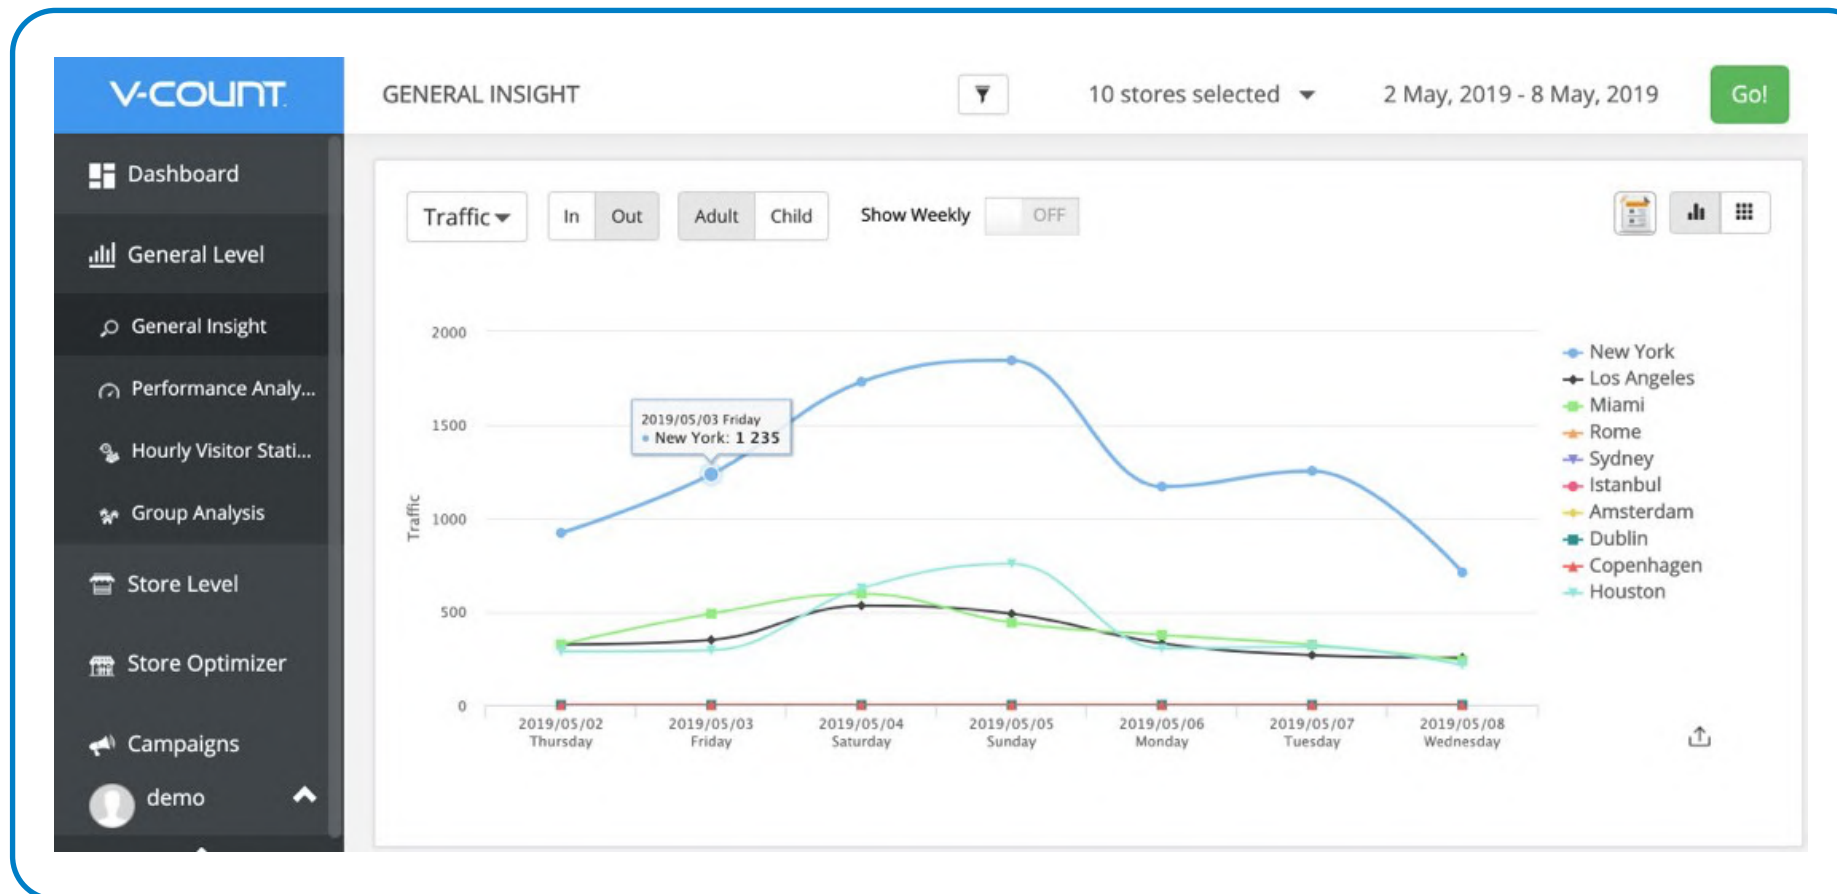 V-COUNT
GENERAL INSIGHT
10 stores selected
2 May, 2019 - 8 May, 2019
Go!
Dashboard
General Level
General Insight
Performance Analy...
Hourly Visitor Stati...
Group Analysis
Store Level
Store Optimizer
Campaigns
demo
Traffic
In
Out
Adult
Child
Show Weekly
OFF
2000
1500
1000
500
0
Traffic
2019/05/03 Friday
New York: 1 235
2019/05/02
Thursday
2019/05/03
Friday
2019/05/04
Saturday
2019/05/05
Sunday
2019/05/06
Monday
2019/05/07
Tuesday
2019/05/08
Wednesday
New York
Los Angeles
Miami
Rome
Sydney
Istanbul
Amsterdam
Dublin
Copenhagen
Houston